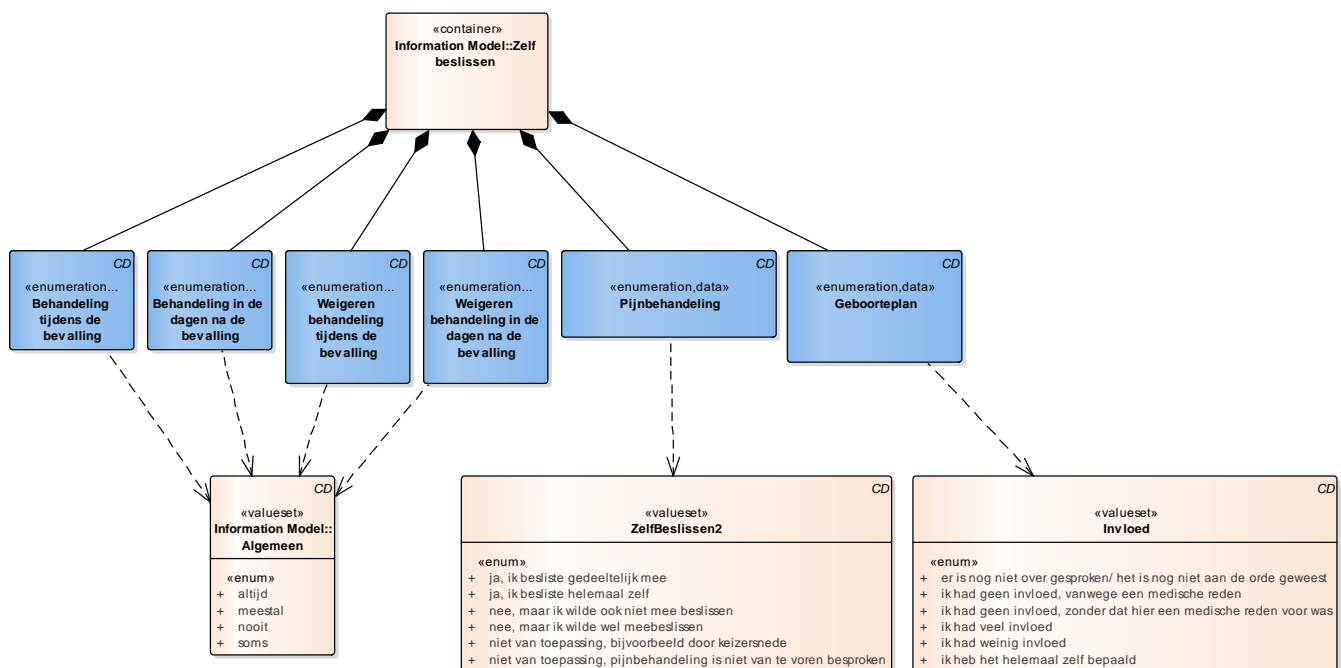 «container»
Information Model::Zelf
beslissen
CD
«enumeration...
Behandeling
tijdens de
bevalling
CD
«enumeration...
Behandeling in de
dagen na de
bevalling
CD
«enumeration...
Weigeren
behandeling
tijdens de
bevalling
CD
«enumeration...
Weigeren
behandeling in de
dagen na de
bevalling
CD
«enumeration,data»
Pijnbehandeling
CD
«enumeration,data»
Geboorteplan
CD
«valueset»
Information Model::
Algemeen
«enum»
+ altijd
+ meestal
+ nooit
+ soms
CD
«valueset»
ZelfBeslissen2
«enum»
+ ja, ik besliste gedeeltelijk mee
+ ja, ik besliste helemaal zelf
+ nee, maar ik wilde ook niet mee beslissen
+ nee, maar ik wilde wel meebeslissen
+ niet van toepassing, bijvoorbeeld door keizersnede
+ niet van toepassing, pijnbehandeling is niet van te voren besproken
CD
«valueset»
Invloed
«enum»
+ er is nog niet over gesproken/ het is nog niet aan de orde geweest
+ ik had geen invloed, vanwege een medische reden
+ ik had geen invloed, zonder dat hier een medische reden voor was
+ ik had veel invloed
+ ik had weinig invloed
+ ik heb het helemaal zelf bepaald